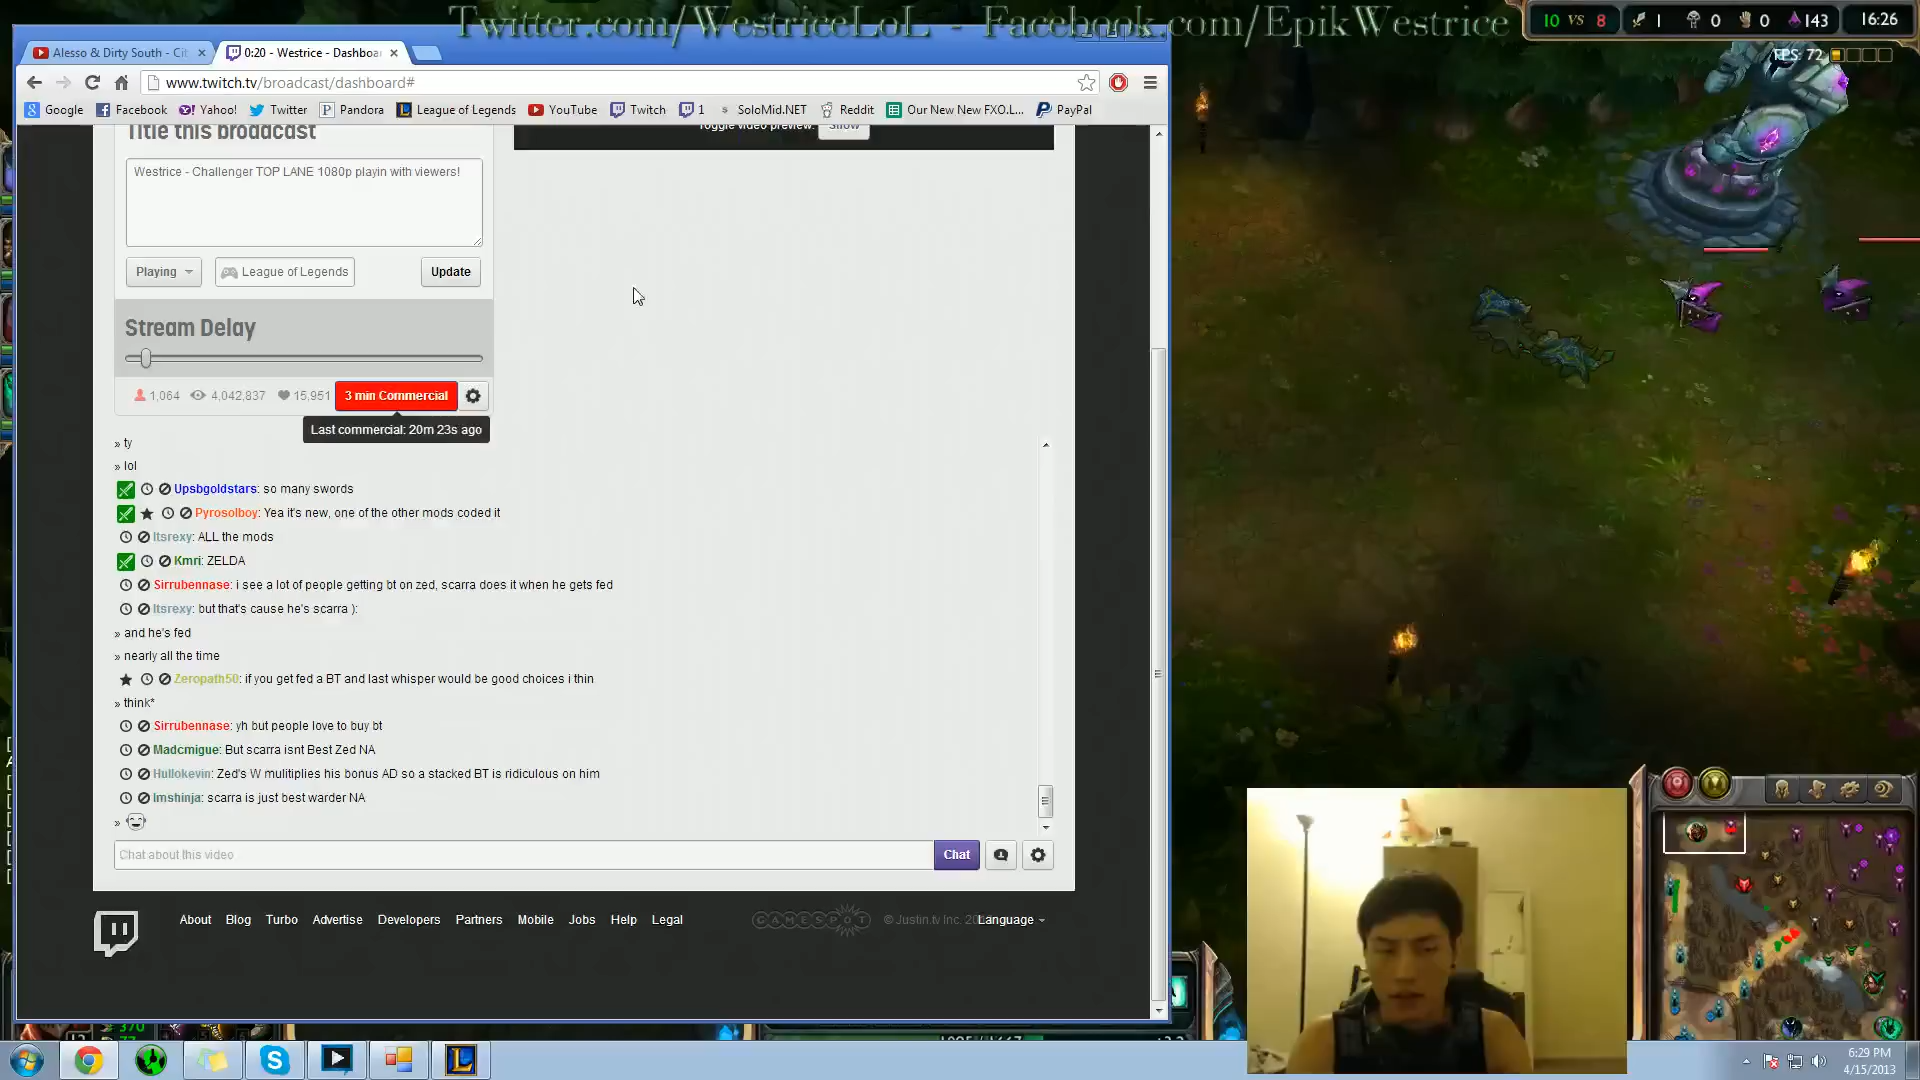 Twitter.com/WestriceLoL - Facebook.com/EpikWestrice
10 VS 8 1 0 0 143 16:26
FPS: 72
Alesso & Dirty South - Cit
0:20 - Westrice - Dashboa
www.twitch.tv/broadcast/dashboard#
Google Facebook Yahoo! Twitter Pandora League of Legends YouTube Twitch 1 SoloMid.NET Reddit Our New New FXO.L... PayPal
Title this broadcast
Toggle video preview: Show
Westrice - Challenger TOP LANE 1080p playin with viewers!
Playing League of Legends Update
Stream Delay
1,064 4,042,837 15,951 3 min Commercial
Last commercial: 20m 23s ago
» ty
» lol
Upsbgoldstars: so many swords
Pyrosolboy: Yea it's new, one of the other mods coded it
Itsrexy: ALL the mods
Kmri: ZELDA
Sirrubennase: i see a lot of people getting bt on zed, scarra does it when he gets fed
Itsrexy: but that's cause he's scarra ):
» and he's fed
» nearly all the time
Zeropath50: if you get fed a BT and last whisper would be good choices i thin
» think*
Sirrubennase: yh but people love to buy bt
Madcmigue: But scarra isnt Best Zed NA
Hullokevin: Zed's W mulitiplies his bonus AD so a stacked BT is ridiculous on him
Imshinja: scarra is just best warder NA
»
Chat about this video Chat
About Blog Turbo Advertise Developers Partners Mobile Jobs Help Legal GAMESPOT © Justin.tv Inc. Language
6:29 PM
4/15/2013